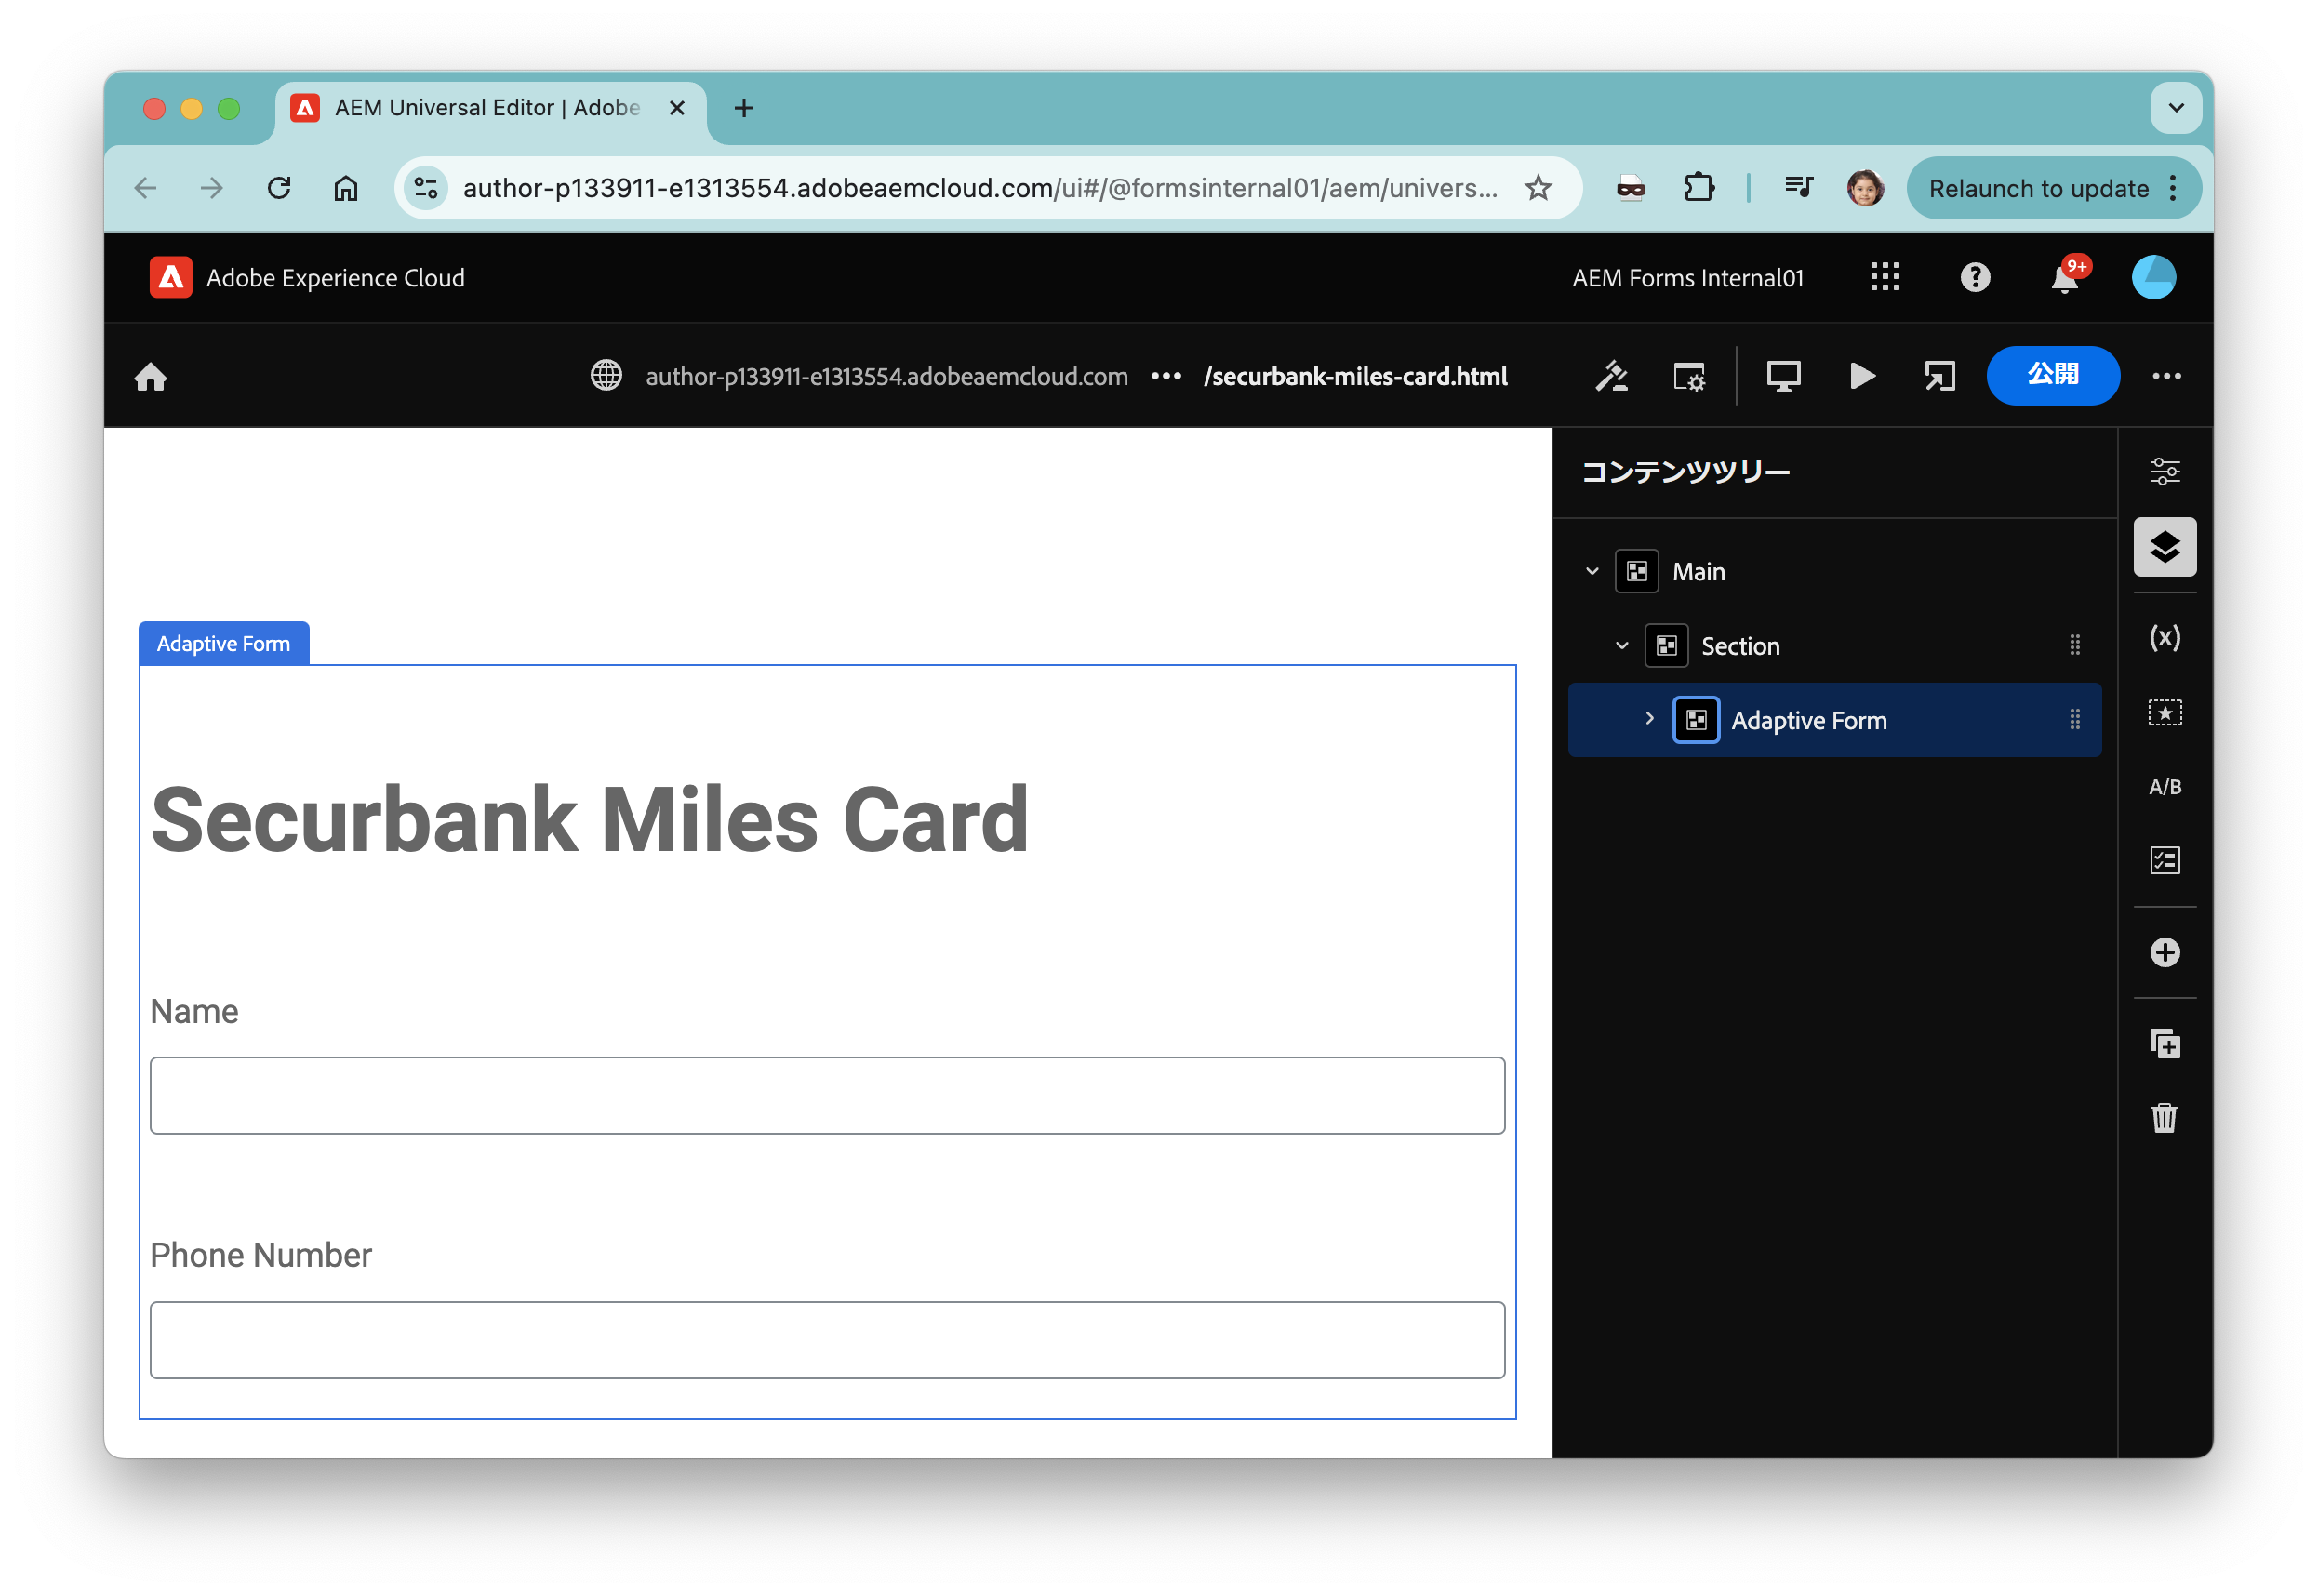 AEM Universal Editor | Adobe
author-p133911-e1313554.adobeaemcloud.com/ui#/@formsinternal01/aem/univers...
Relaunch to update
Adobe Experience Cloud
AEM Forms Internal01
9+
author-p133911-e1313554.adobeaemcloud.com ••• /securbank-miles-card.html
公開
コンテンツツリー
Main
Section
Adaptive Form
(x)
A/B
Adaptive Form
Securbank Miles Card
Name
Phone Number